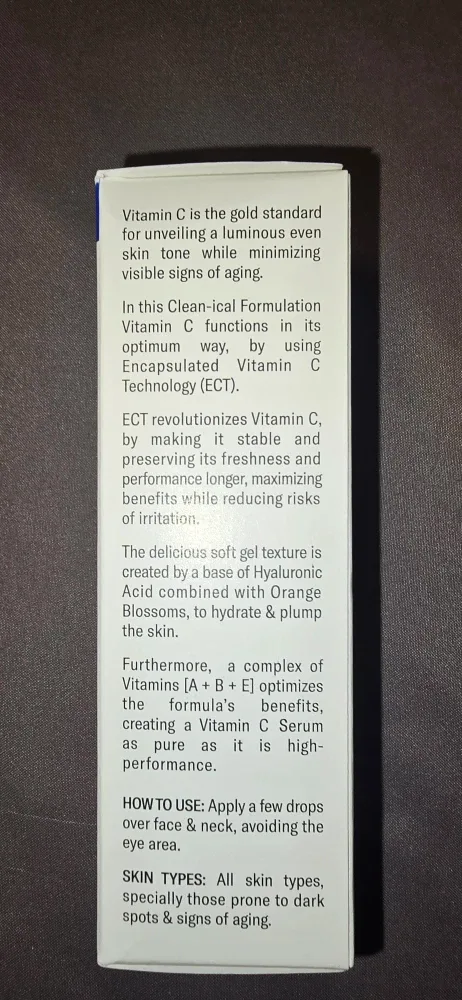 Vitamin C is the gold standard
for unveiling a luminous even
skin tone while minimizing
visible signs of aging.
In this Clean-ical Formulation
Vitamin C functions in its
optimum way, by using
Encapsulated Vitamin C
Technology (ECT).
ECT revolutionizes Vitamin C,
by making it stable and
preserving its freshness and
performance longer, maximizing
benefits while reducing risks
of irritation.
The delicious soft gel texture is
created by a base of Hyaluronic
Acid combined with Orange
Blossoms, to hydrate & plump
the skin.
Furthermore, a complex of
Vitamins [A + B + E] optimizes
the formula's benefits,
creating a Vitamin C Serum
as pure as it is high-
performance.
HOW TO USE: Apply a few drops
over face & neck, avoiding the
eye area.
SKIN TYPES: All skin types,
specially those prone to dark
spots & signs of aging.